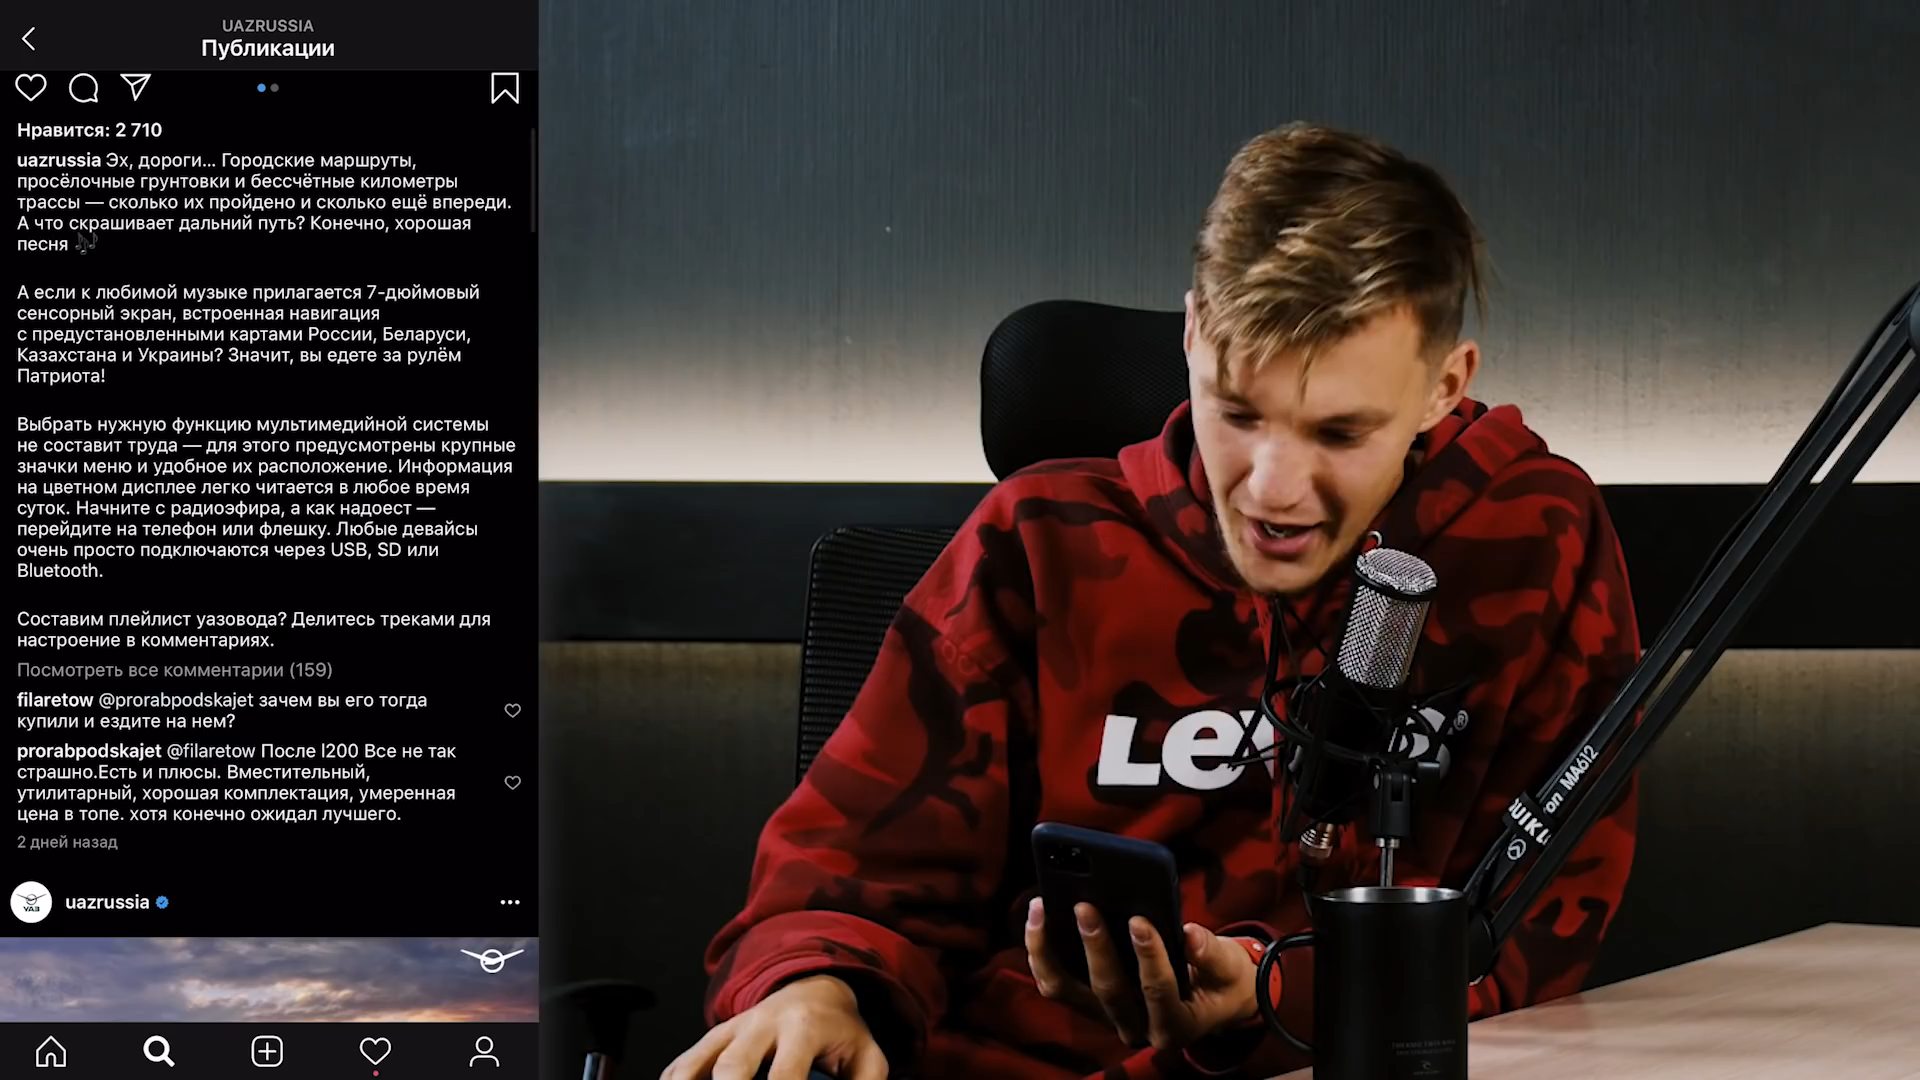 UAZRUSSIA
Публикации
Нравится: 2 710
uazrussia Эх, дороги... Городские маршруты,
просёлочные грунтовки и бессчётные километры
трассы — сколько их пройдено и сколько ещё впереди.
А что скрашивает дальний путь? Конечно, хорошая
песня 🎶
А если к любимой музыке прилагается 7-дюймовый
сенсорный экран, встроенная навигация
с предустановленными картами России, Беларуси,
Казахстана и Украины? Значит, вы едете за рулём
Патриота!
Выбрать нужную функцию мультимедийной системы
не составит труда — для этого предусмотрены крупные
значки меню и удобное их расположение. Информация
на цветном дисплее легко читается в любое время
суток. Начните с радиоэфира, а как надоест —
перейдите на телефон или флешку. Любые девайсы
очень просто подключаются через USB, SD или
Bluetooth.
Составим плейлист уазовода? Делитесь треками для
настроение в комментариях.
Посмотреть все комментарии (159)
filaretow @prorabpodskajet зачем вы его тогда
купили и ездите на нем?
prorabpodskajet @filaretow После l200 Все не так
страшно.Есть и плюсы. Вместительный,
утилитарный, хорошая комплектация, умеренная
цена в топе. хотя конечно ожидал лучшего.
2 дней назад
УАЗ
uazrussia
MA612